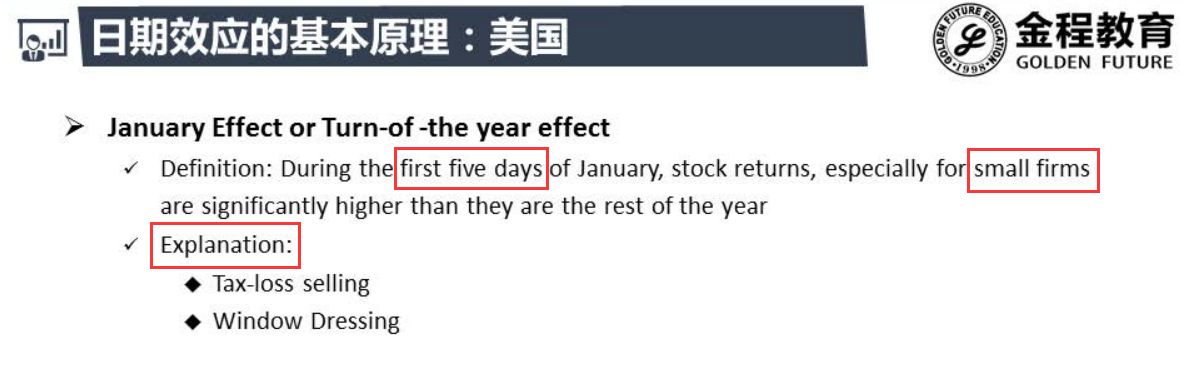 日期效应的基本原理：美国
GOLDEN FUTURE EDUCATION
1998
金程教育
GOLDEN FUTURE
January Effect or Turn-of -the year effect
Definition: During the first five days of January, stock returns, especially for small firms
are significantly higher than they are the rest of the year
Explanation:
Tax-loss selling
Window Dressing